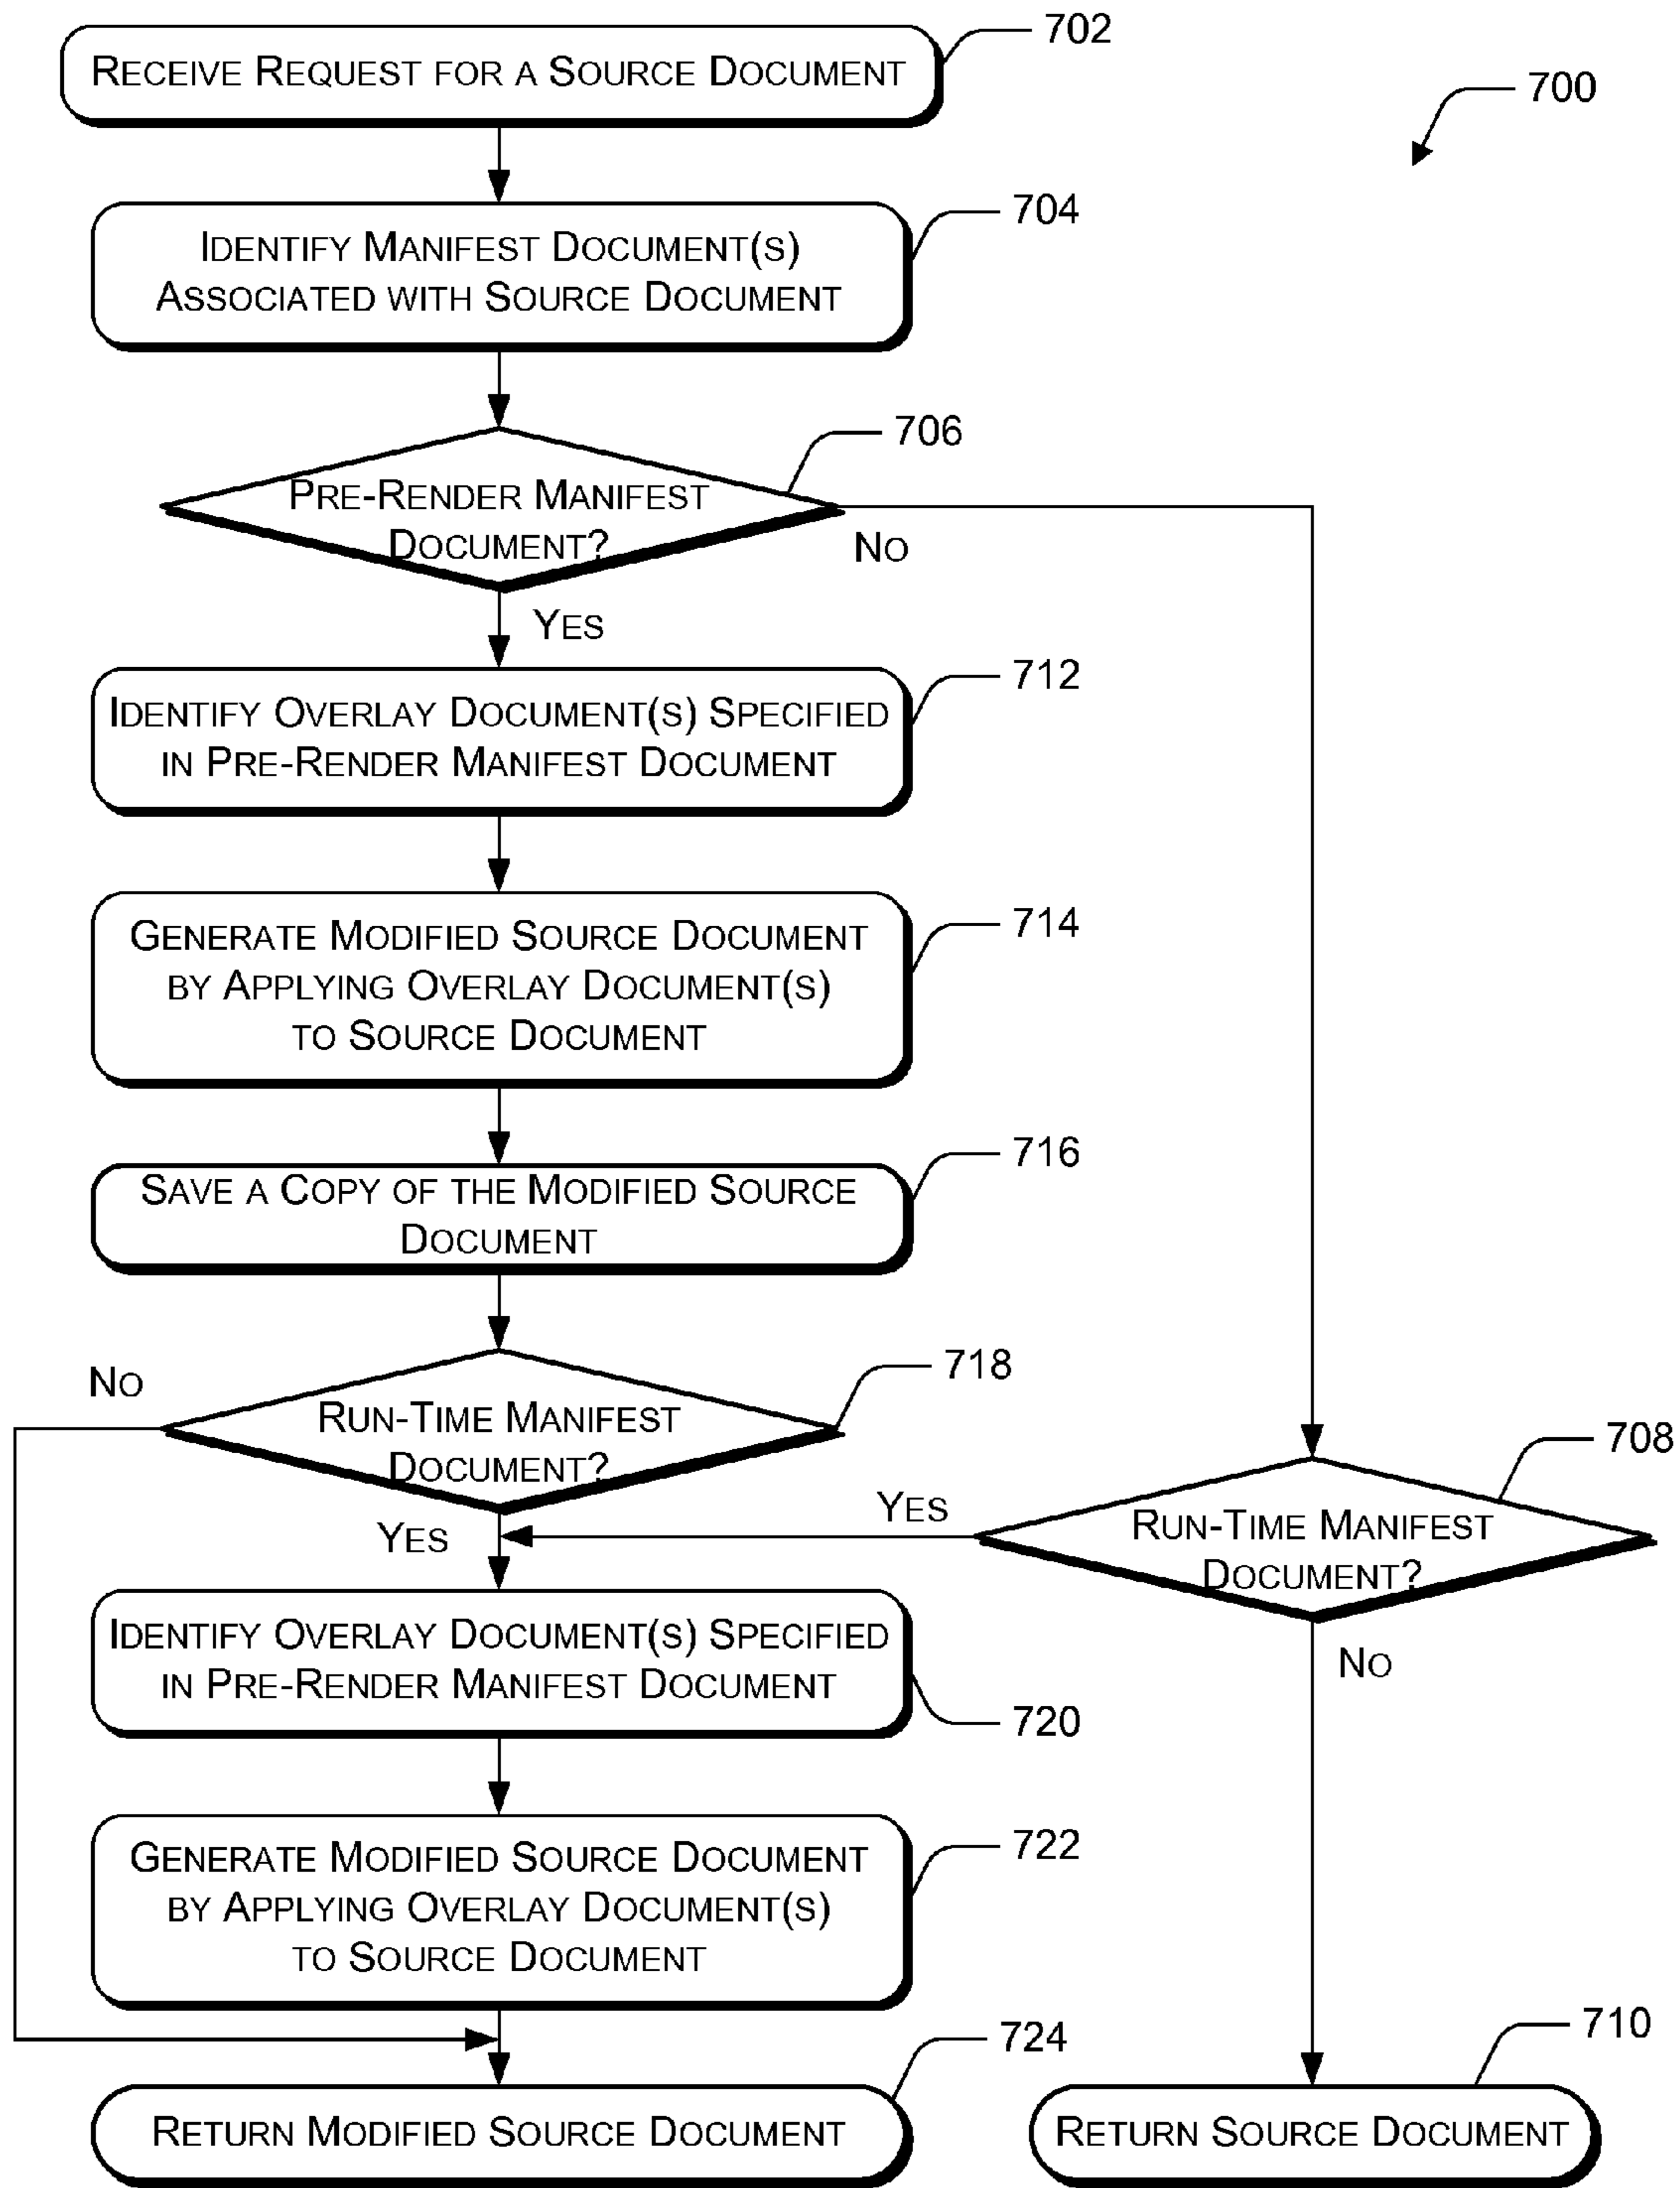 RECEIVE REQUEST FOR A SOURCE DOCUMENT
702
700
IDENTIFY MANIFEST DOCUMENT(S)
ASSOCIATED WITH SOURCE DOCUMENT
704
PRE-RENDER MANIFEST
DOCUMENT?
706
NO
YES
IDENTIFY OVERLAY DOCUMENT(S) SPECIFIED
IN PRE-RENDER MANIFEST DOCUMENT
712
GENERATE MODIFIED SOURCE DOCUMENT
BY APPLYING OVERLAY DOCUMENT(S)
TO SOURCE DOCUMENT
714
SAVE A COPY OF THE MODIFIED SOURCE
DOCUMENT
716
NO
RUN-TIME MANIFEST
DOCUMENT?
718
YES
YES
RUN-TIME MANIFEST
DOCUMENT?
708
NO
IDENTIFY OVERLAY DOCUMENT(S) SPECIFIED
IN PRE-RENDER MANIFEST DOCUMENT
720
GENERATE MODIFIED SOURCE DOCUMENT
BY APPLYING OVERLAY DOCUMENT(S)
TO SOURCE DOCUMENT
722
RETURN MODIFIED SOURCE DOCUMENT
724
RETURN SOURCE DOCUMENT
710